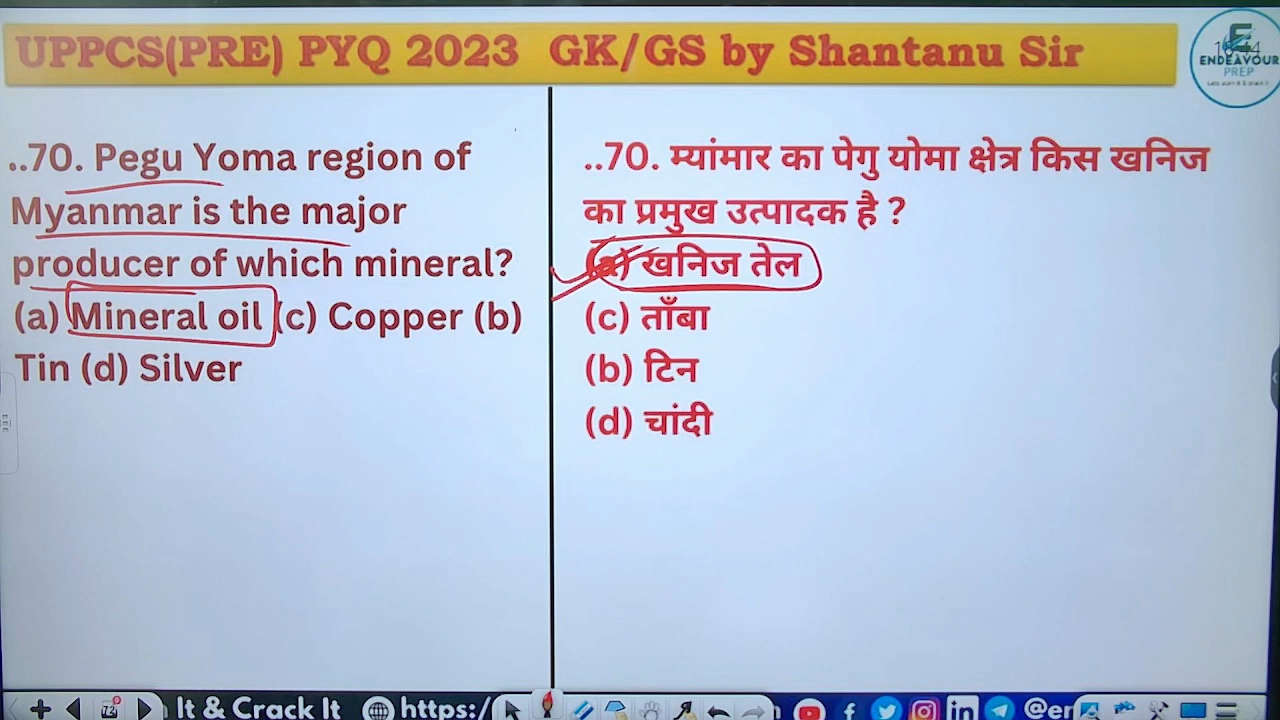 UPPCS(PRE) PYQ 2023 GK/GS by Shantanu Sir
ENDEAVOUR
PREP
..70. Pegu Yoma region of
Myanmar is the major
producer of which mineral?
(a) Mineral oil (c) Copper (b)
Tin (d) Silver
..70. म्यांमार का पेगु योमा क्षेत्र किस खनिज
का प्रमुख उत्पादक है ?
(a) खनिज तेल
(c) ताँबा
(b) टिन
(d) चांदी
It & Crack It https:/
@er